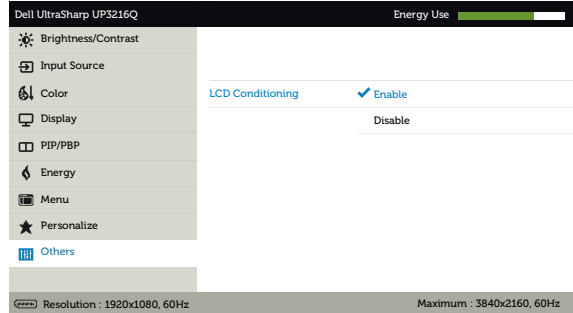 Dell UltraSharp UP3216Q
Energy Use
Brightness/Contrast
Input Source
Color
LCD Conditioning
Enable
Display
Disable
PIP/PBP
Energy
Menu
Personalize
Others
Resolution : 1920x1080, 60Hz
Maximum : 3840x2160, 60Hz